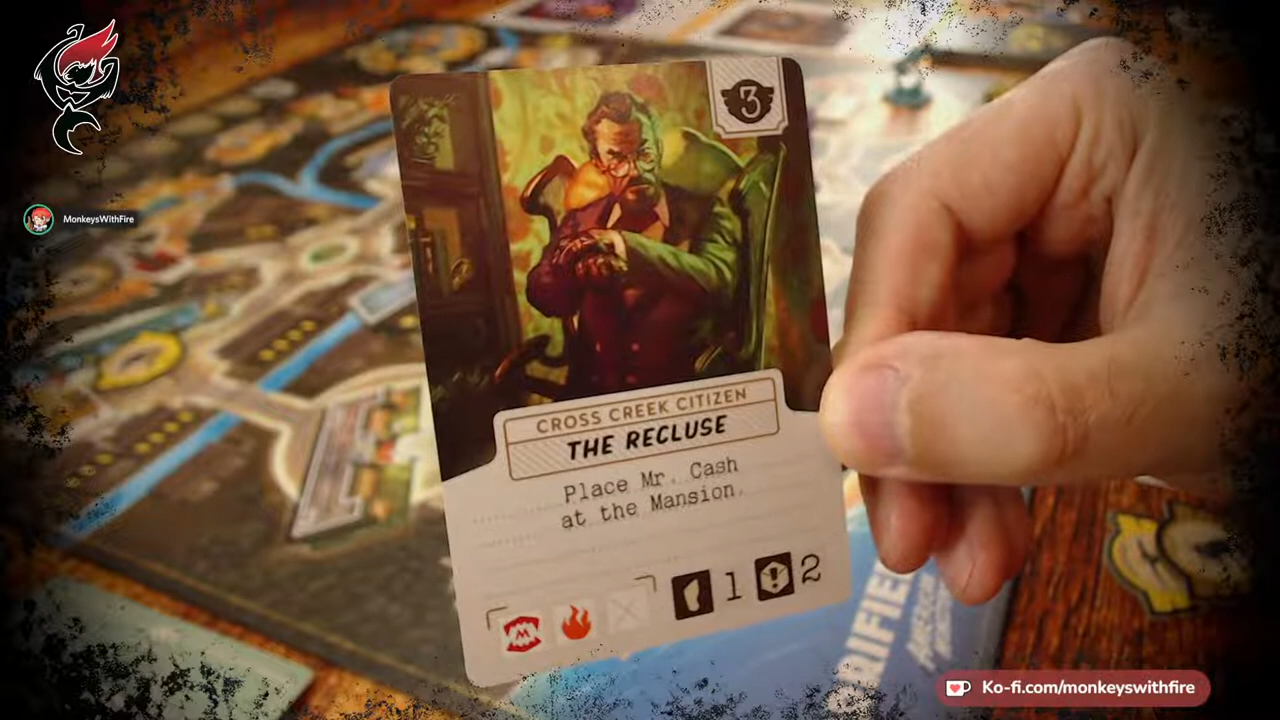 3
MonkeysWithFire
CROSS CREEK CITIZEN
THE RECLUSE
Place Mr. Cash
at the Mansion.
M
1
2
RIFIE
Ko-fi.com/monkeyswithfire